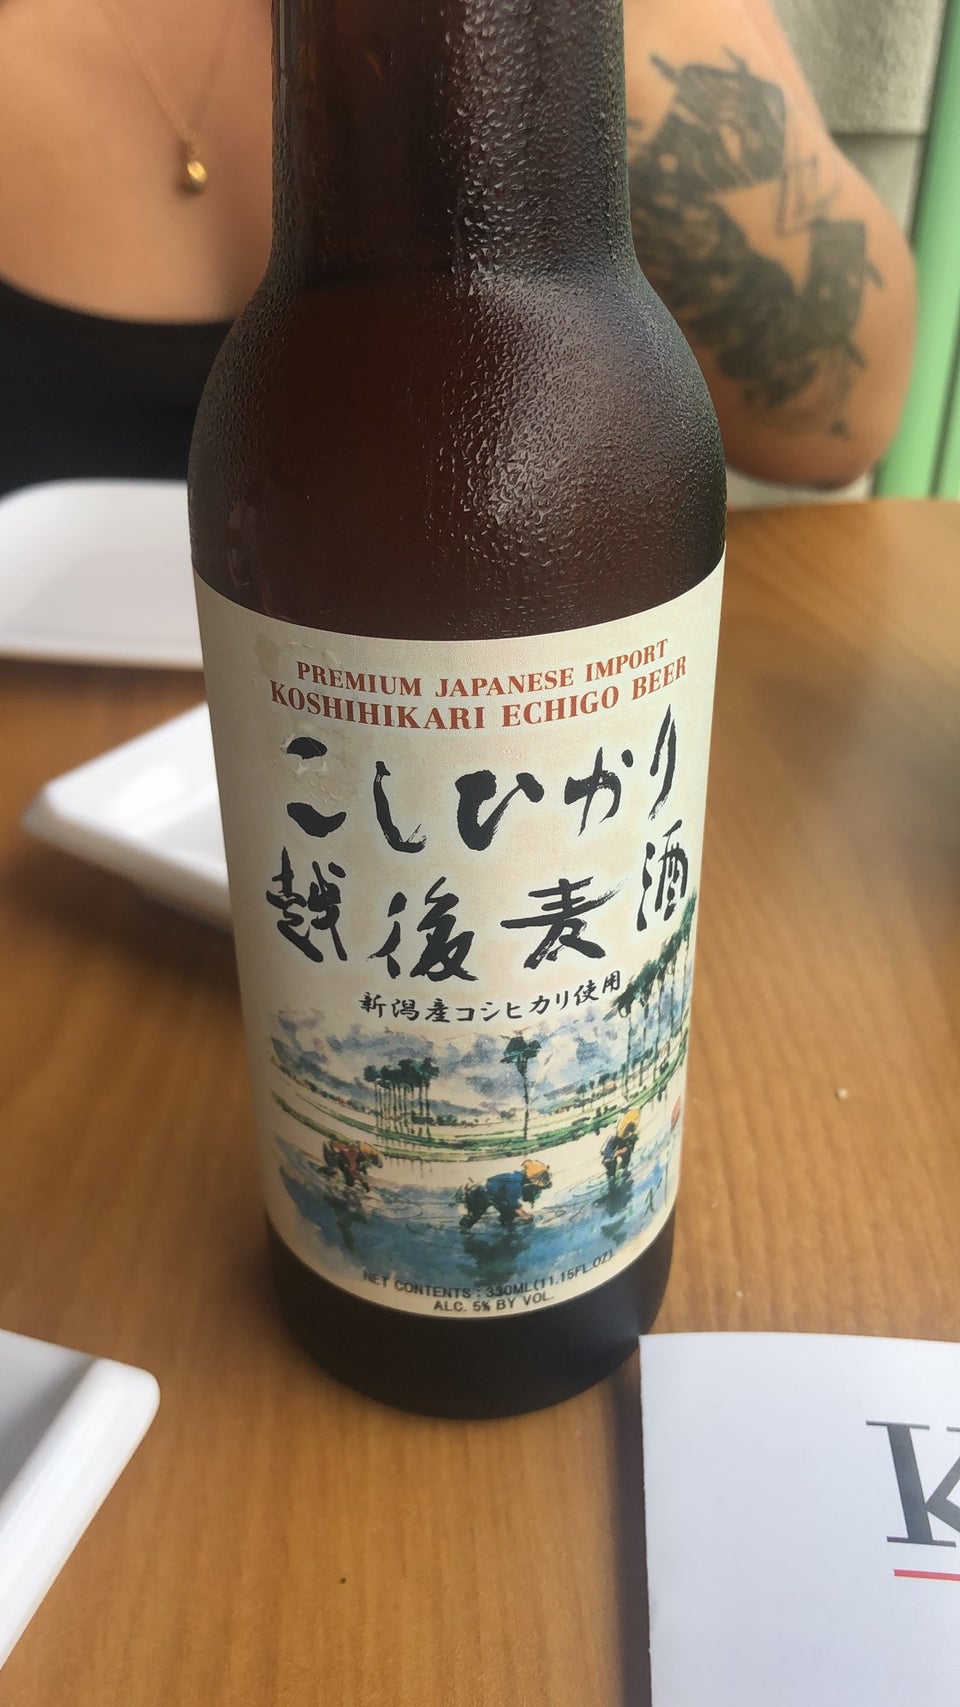 PREMIUM JAPANESE IMPORT
KOSHIHIKARI ECHIGO BEER
こしひかり
越後麦酒
新潟産コシヒカリ使用
NET CONTENTS : 330ML(11.15FL.OZ)
ALC. 5% BY VOL.
K